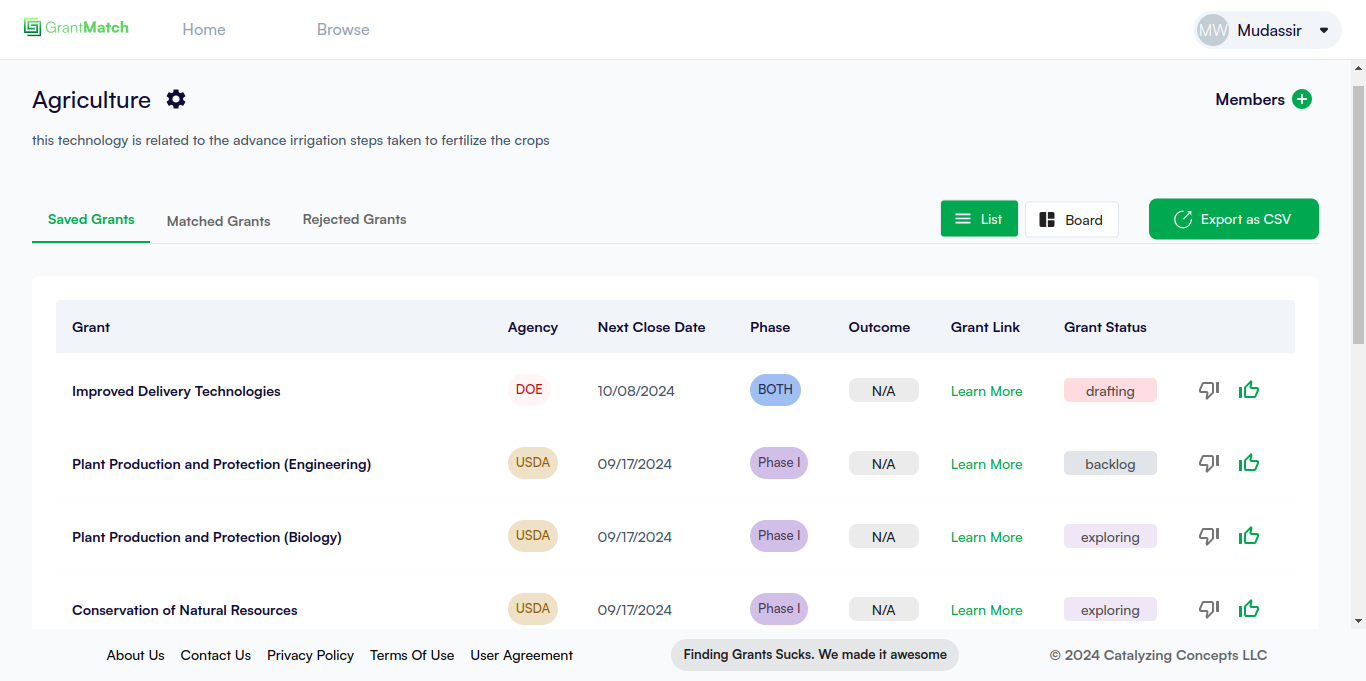 GrantMatch Home Browse MW Mudassir
Agriculture Members
this technology is related to the advance irrigation steps taken to fertilize the crops
Saved Grants Matched Grants Rejected Grants List Board Export as CSV
Grant Agency Next Close Date Phase Outcome Grant Link Grant Status
Improved Delivery Technologies DOE 10/08/2024 BOTH N/A Learn More drafting
Plant Production and Protection (Engineering) USDA 09/17/2024 Phase I N/A Learn More backlog
Plant Production and Protection (Biology) USDA 09/17/2024 Phase I N/A Learn More exploring
Conservation of Natural Resources USDA 09/17/2024 Phase I N/A Learn More exploring
About Us Contact Us Privacy Policy Terms Of Use User Agreement Finding Grants Sucks. We made it awesome © 2024 Catalyzing Concepts LLC